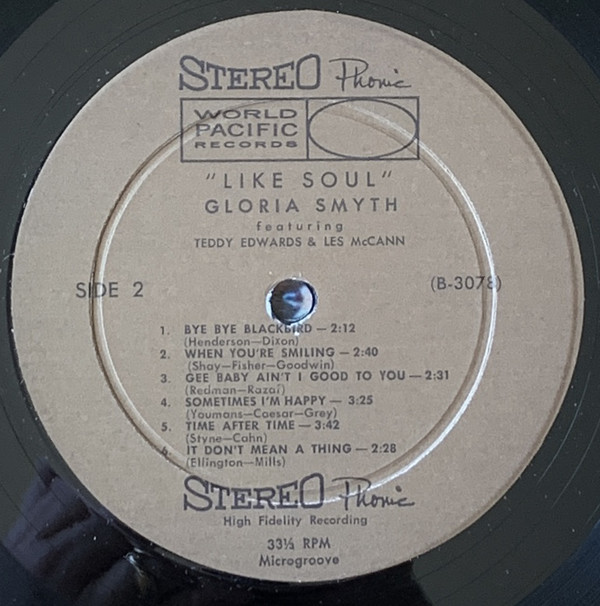 STEREO Phonic
WORLD
PACIFIC
RECORDS
"LIKE SOUL"
GLORIA SMYTH
featuring
TEDDY EDWARDS & LES McCANN
SIDE 2
(B-3078)
1. BYE BYE BLACKBIRD — 2:12
(Henderson—Dixon)
2. WHEN YOU'RE SMILING — 2:40
(Shay—Fisher—Goodwin)
3. GEE BABY AIN'T I GOOD TO YOU — 2:31
(Redman—Razaf)
4. SOMETIMES I'M HAPPY — 3:25
(Youmans—Caesar—Grey)
5. TIME AFTER TIME — 3:42
(Styne—Cahn)
6. IT DON'T MEAN A THING — 2:28
(Ellington—Mills)
STEREO Phonic
High Fidelity Recording
33⅓ RPM
Microgroove